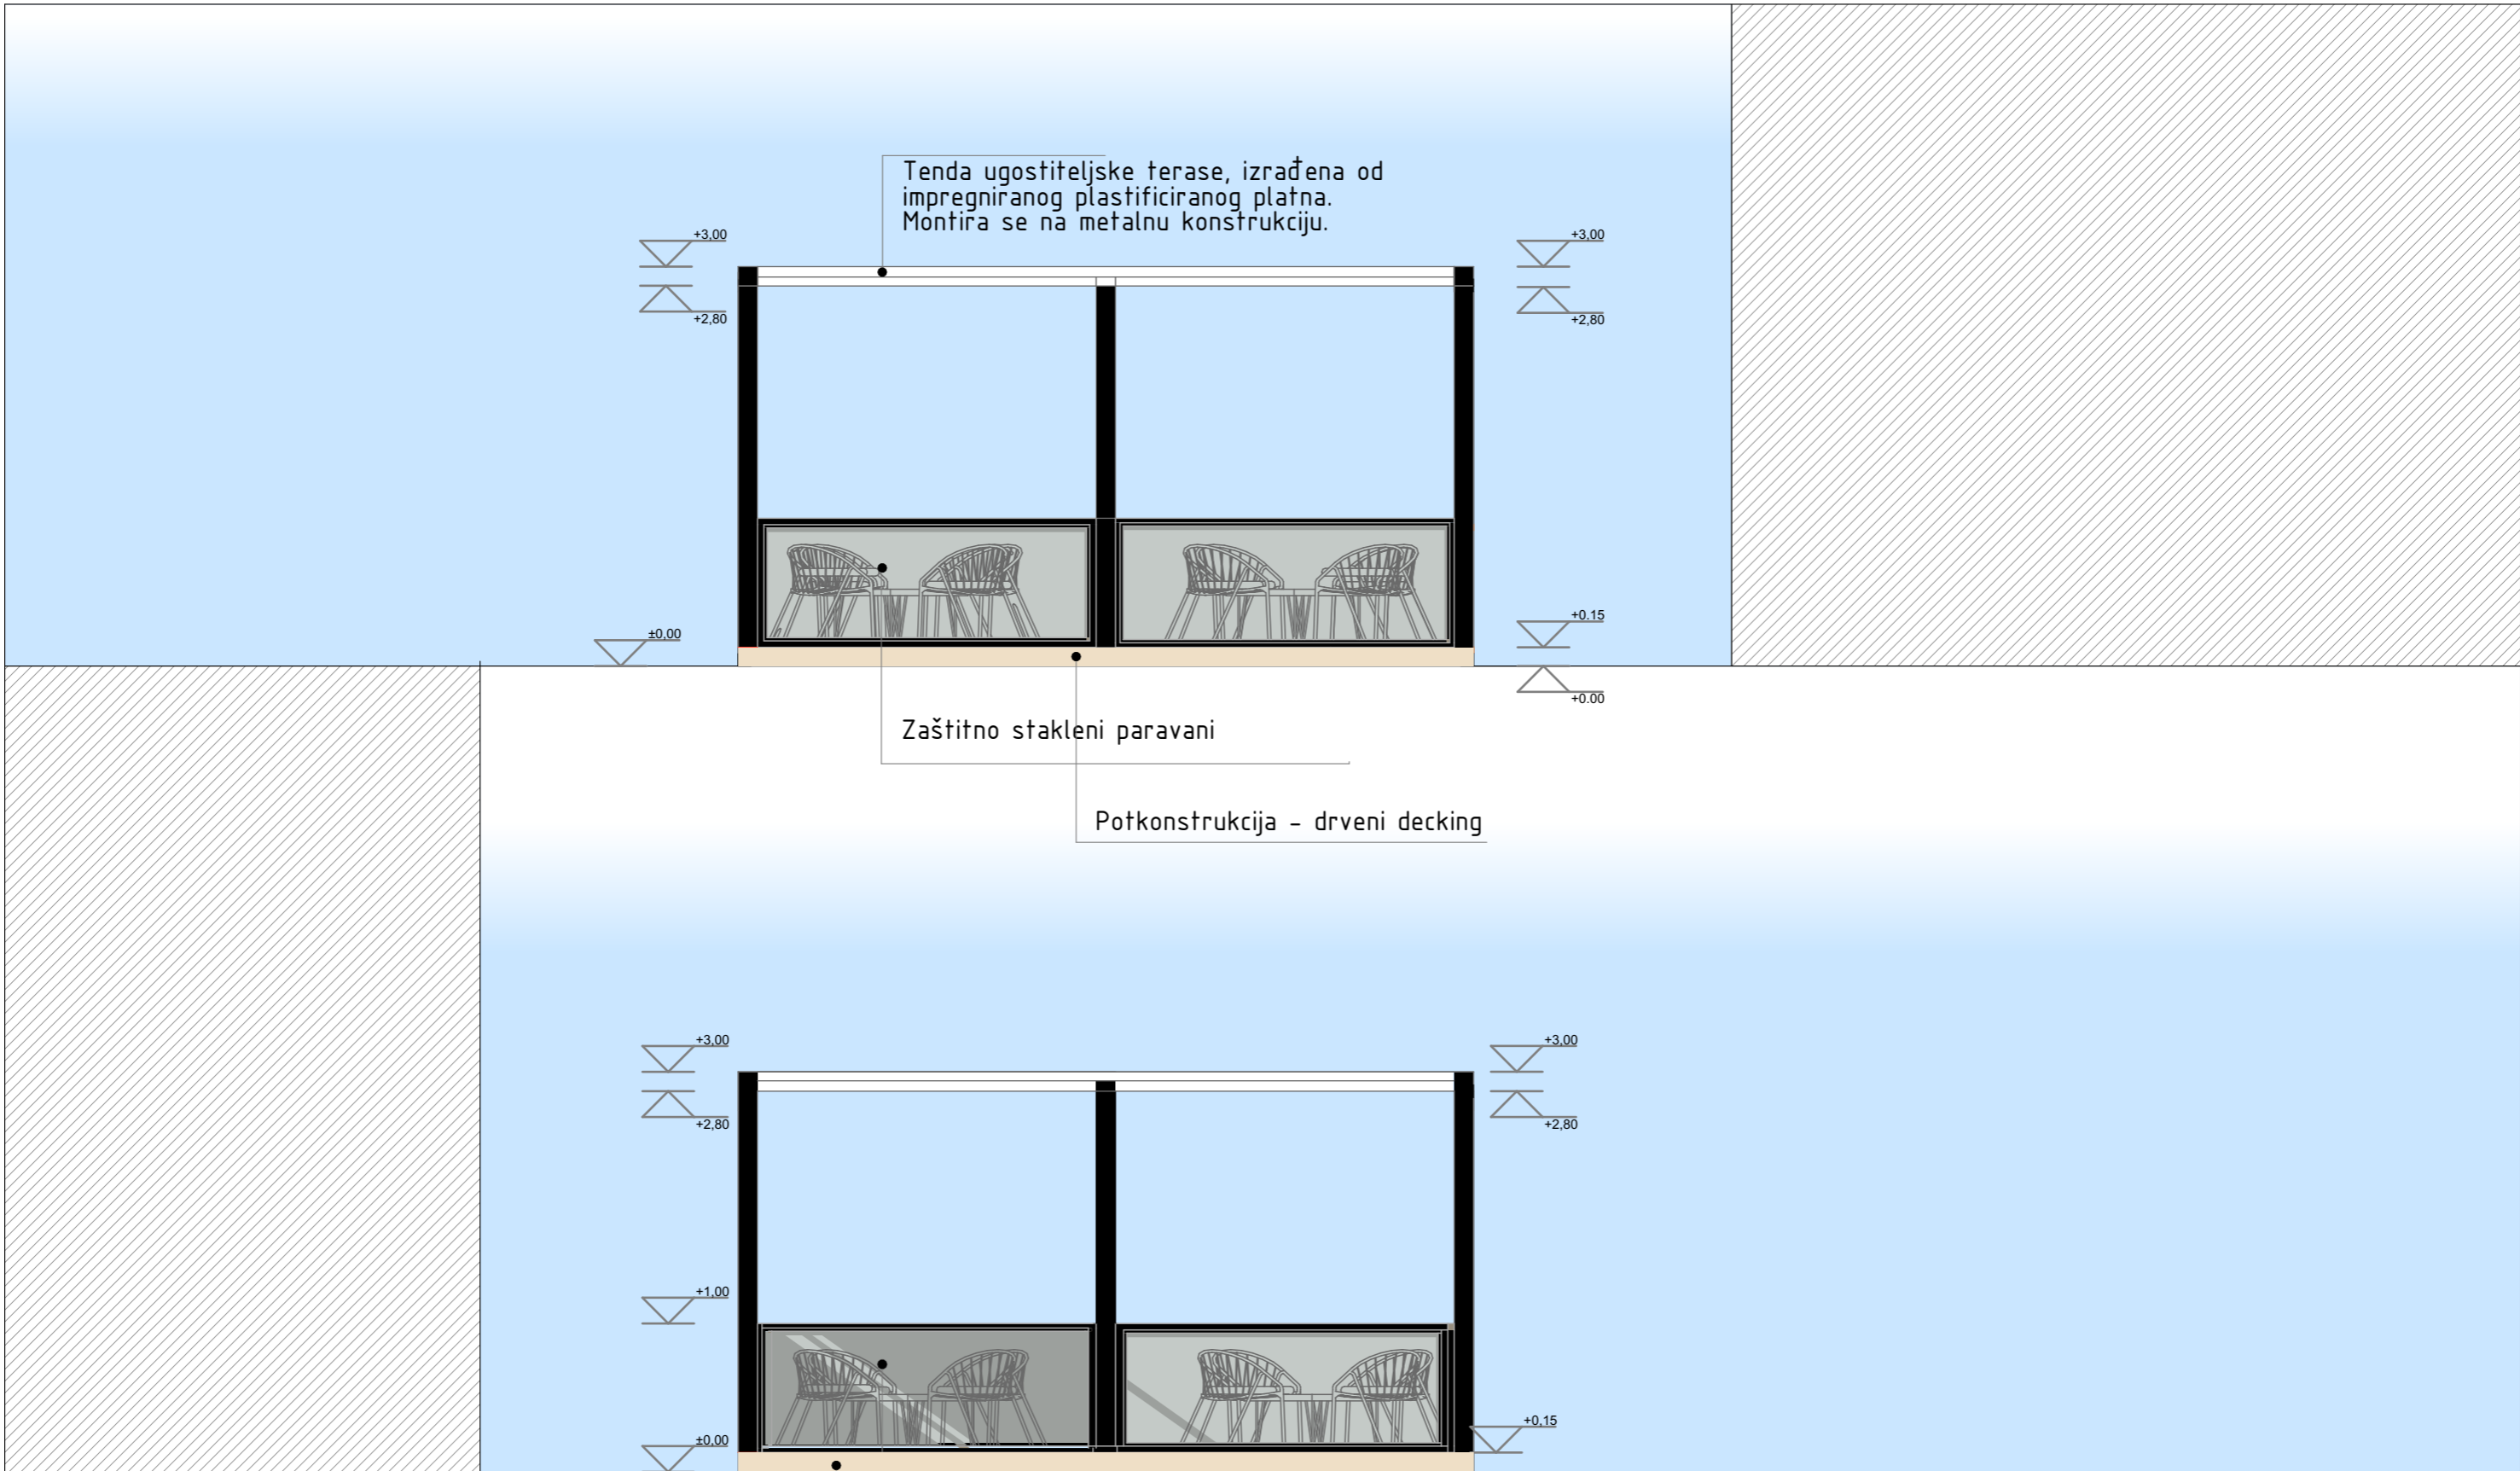 Tenda ugostiteljske terase, izrađena od
impregniranog plastificiranog platna.
Montira se na metalnu konstrukciju.
+3,00
+3,00
+2,80
+2,80
±0,00
+0.15
+0.00
Zaštitno stakleni paravani
Potkonstrukcija - drveni decking
+3,00
+3,00
+2,80
+2,80
+1,00
±0,00
+0,15